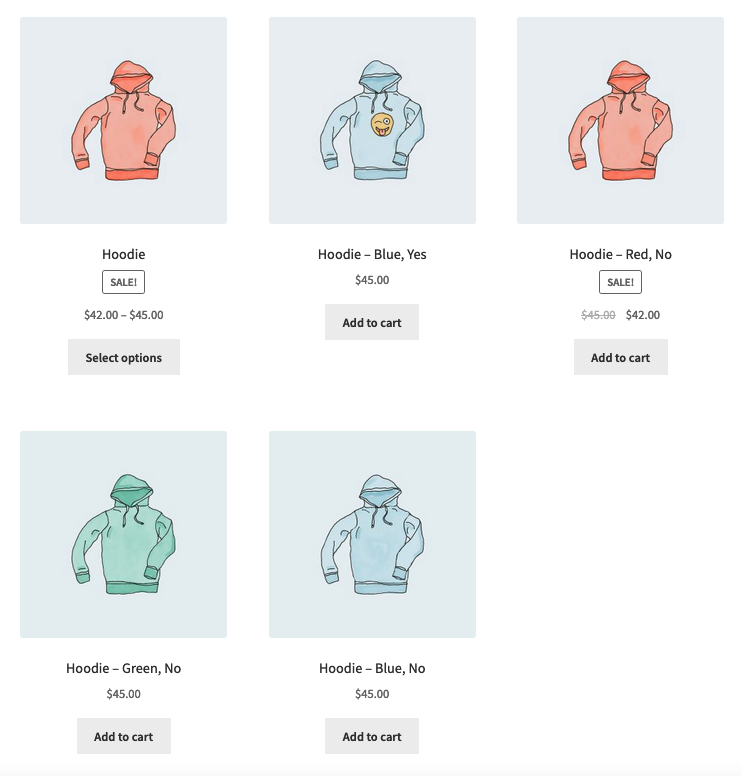 Hoodie
SALE!
$42.00 – $45.00
Select options
Hoodie – Blue, Yes
$45.00
Add to cart
Hoodie – Red, No
SALE!
$45.00 $42.00
Add to cart
Hoodie – Green, No
$45.00
Add to cart
Hoodie – Blue, No
$45.00
Add to cart